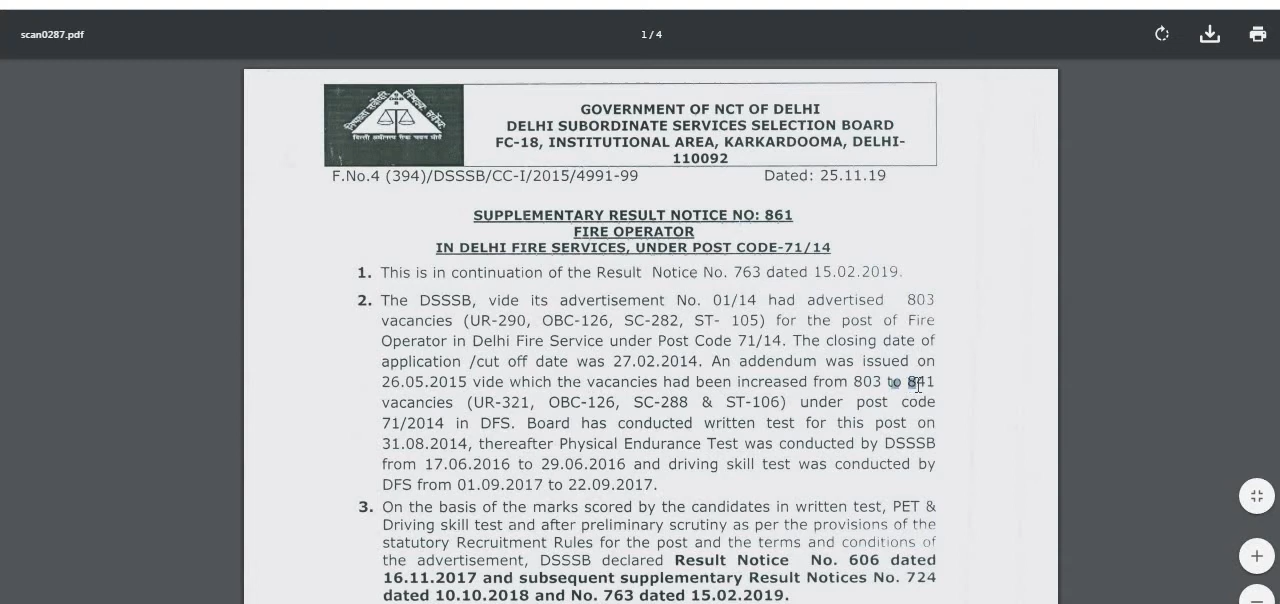 scan0287.pdf
1 / 4
GOVERNMENT OF NCT OF DELHI
DELHI SUBORDINATE SERVICES SELECTION BOARD
FC-18, INSTITUTIONAL AREA, KARKARDOOMA, DELHI-
110092
F.No.4 (394)/DSSSB/CC-I/2015/4991-99 Dated: 25.11.19
SUPPLEMENTARY RESULT NOTICE NO: 861
FIRE OPERATOR
IN DELHI FIRE SERVICES, UNDER POST CODE-71/14
1. This is in continuation of the Result Notice No. 763 dated 15.02.2019.
2. The DSSSB, vide its advertisement No. 01/14 had advertised 803
vacancies (UR-290, OBC-126, SC-282, ST- 105) for the post of Fire
Operator in Delhi Fire Service under Post Code 71/14. The closing date of
application /cut off date was 27.02.2014. An addendum was issued on
26.05.2015 vide which the vacancies had been increased from 803 to 841
vacancies (UR-321, OBC-126, SC-288 & ST-106) under post code
71/2014 in DFS. Board has conducted written test for this post on
31.08.2014, thereafter Physical Endurance Test was conducted by DSSSB
from 17.06.2016 to 29.06.2016 and driving skill test was conducted by
DFS from 01.09.2017 to 22.09.2017.
3. On the basis of the marks scored by the candidates in written test, PET &
Driving skill test and after preliminary scrutiny as per the provisions of the
statutory Recruitment Rules for the post and the terms and conditions of
the advertisement, DSSSB declared Result Notice No. 606 dated
16.11.2017 and subsequent supplementary Result Notices No. 724
dated 10.10.2018 and No. 763 dated 15.02.2019.